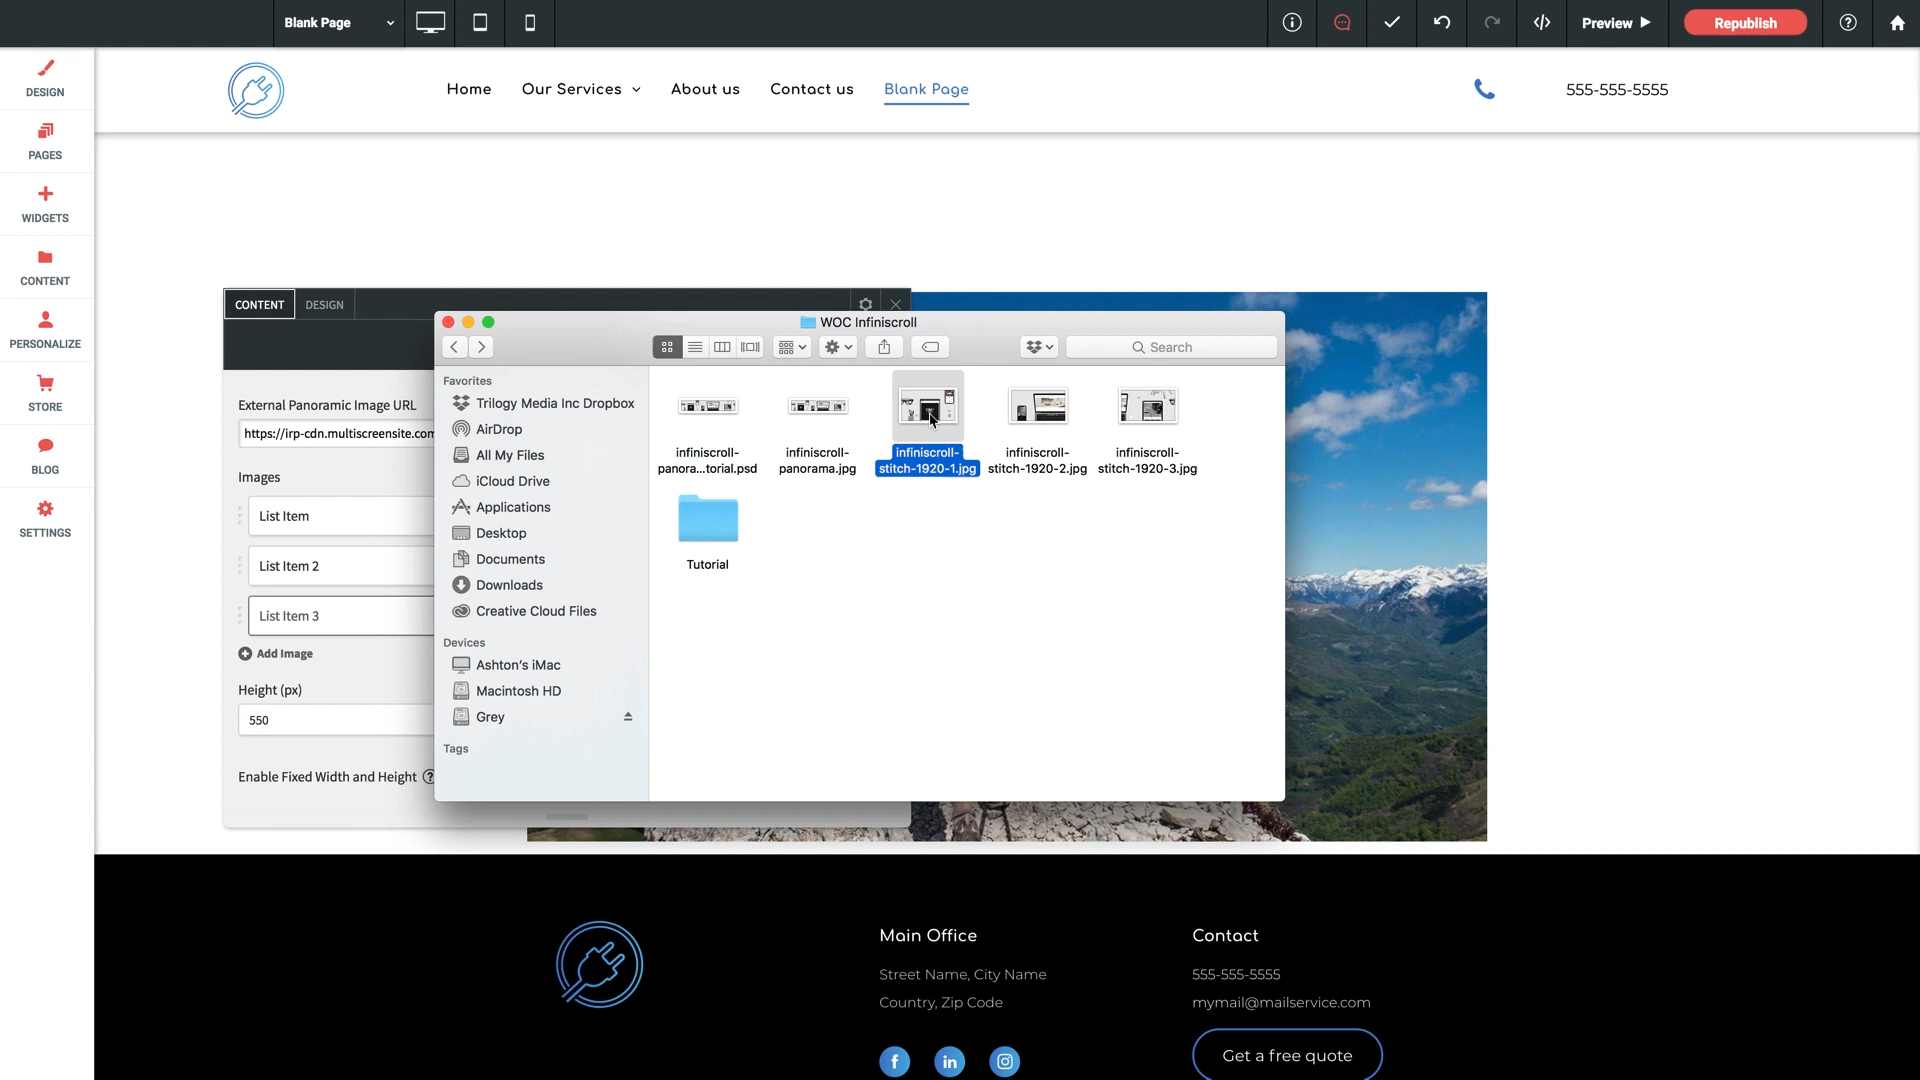 Blank Page
Preview
Republish
DESIGN
PAGES
WIDGETS
CONTENT
PERSONALIZE
STORE
BLOG
SETTINGS
Home
Our Services
About us
Contact us
Blank Page
555-555-5555
CONTENT
DESIGN
External Panoramic Image URL
https://irp-cdn.multiscreensite.com
Images
List Item
List Item 2
List Item 3
Add Image
Height (px)
550
Enable Fixed Width and Height
WOC Infiniscroll
Search
Favorites
Trilogy Media Inc Dropbox
AirDrop
All My Files
iCloud Drive
Applications
Desktop
Documents
Downloads
Creative Cloud Files
Devices
Ashton's iMac
Macintosh HD
Grey
Tags
infiniscroll-
panora...torial.psd
infiniscroll-
panorama.jpg
infiniscroll-
stitch-1920-1.jpg
infiniscroll-
stitch-1920-2.jpg
infiniscroll-
stitch-1920-3.jpg
Tutorial
Main Office
Street Name, City Name
Country, Zip Code
Contact
555-555-5555
mymail@mailservice.com
Get a free quote